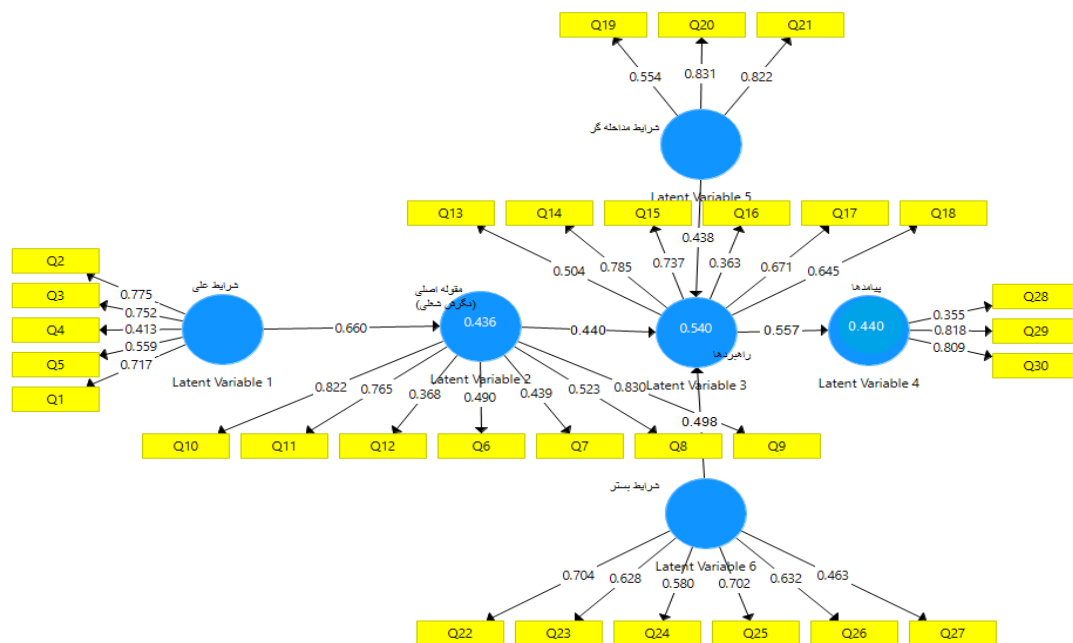 Q19
Q20
Q21
0.554
0.831
0.822
شرایط مداخله گر
Latent Variable 5
Q13
Q14
Q15
Q16
Q17
Q18
0.438
0.504
0.785
0.737
0.363
0.671
0.645
Q2
Q3
Q4
Q5
Q1
0.775
0.752
0.413
0.559
0.717
شرایط علی
Latent Variable 1
0.660
مقوله اصلی
(نگرش شغلی)
0.436
Latent Variable 2
0.440
0.540
راهبردها
Latent Variable 3
0.557
پیامدها
0.440
Latent Variable 4
0.355
0.818
0.809
Q28
Q29
Q30
0.822
0.765
0.368
0.490
0.439
0.523
0.830
0.498
Q10
Q11
Q12
Q6
Q7
Q8
Q9
شرایط بستر
Latent Variable 6
0.704
0.628
0.580
0.702
0.632
0.463
Q22
Q23
Q24
Q25
Q26
Q27